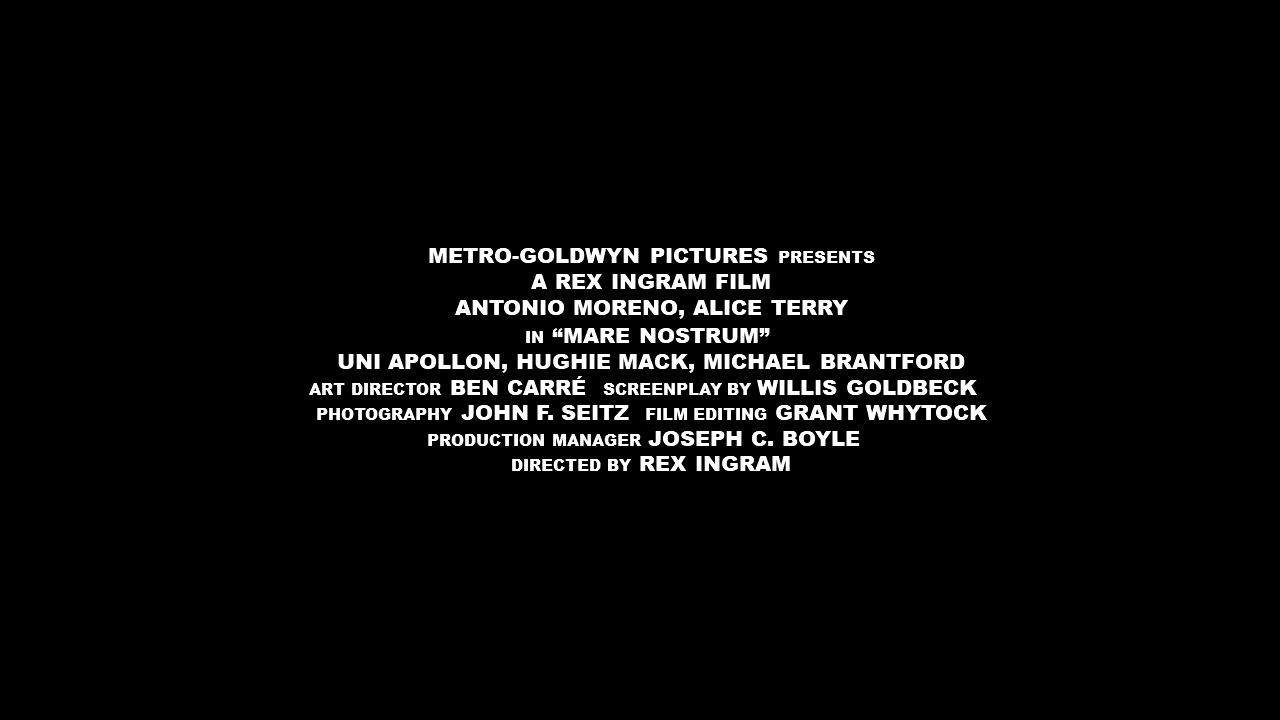 METRO-GOLDWYN PICTURES PRESENTS
A REX INGRAM FILM
ANTONIO MORENO, ALICE TERRY
IN “MARE NOSTRUM”
UNI APOLLON, HUGHIE MACK, MICHAEL BRANTFORD
ART DIRECTOR BEN CARRÉ SCREENPLAY BY WILLIS GOLDBECK
PHOTOGRAPHY JOHN F. SEITZ FILM EDITING GRANT WHYTOCK
PRODUCTION MANAGER JOSEPH C. BOYLE
DIRECTED BY REX INGRAM